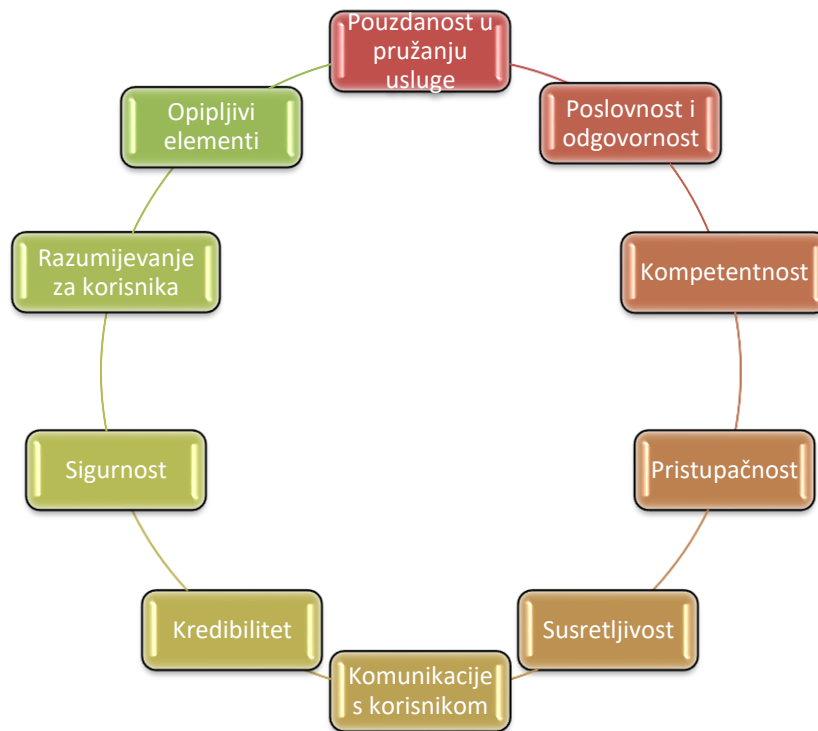 Pouzdanost u
pružanju
usluge
Poslovnost i
odgovornost
Kompetentnost
Pristupačnost
Susretljivost
Komunikacije
s korisnikom
Kredibilitet
Sigurnost
Razumijevanje
za korisnika
Opipljivi
elementi